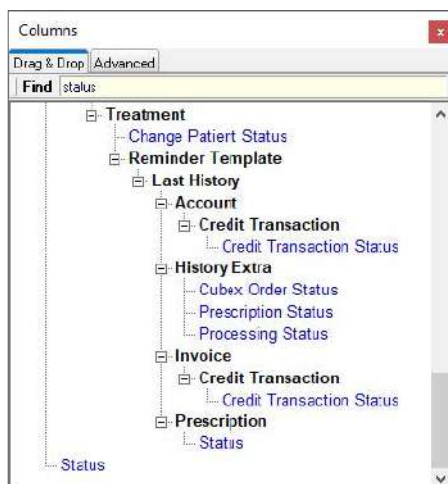 Columns
x
Drag & Drop Advanced
Find status
Treatment
Change Patient Status
Reminder Template
Last History
Account
Credit Transaction
Credit Transaction Status
History Extra
Cubex Order Status
Prescription Status
Processing Status
Invoice
Credit Transaction
Credit Transaction Status
Prescription
Status
Status